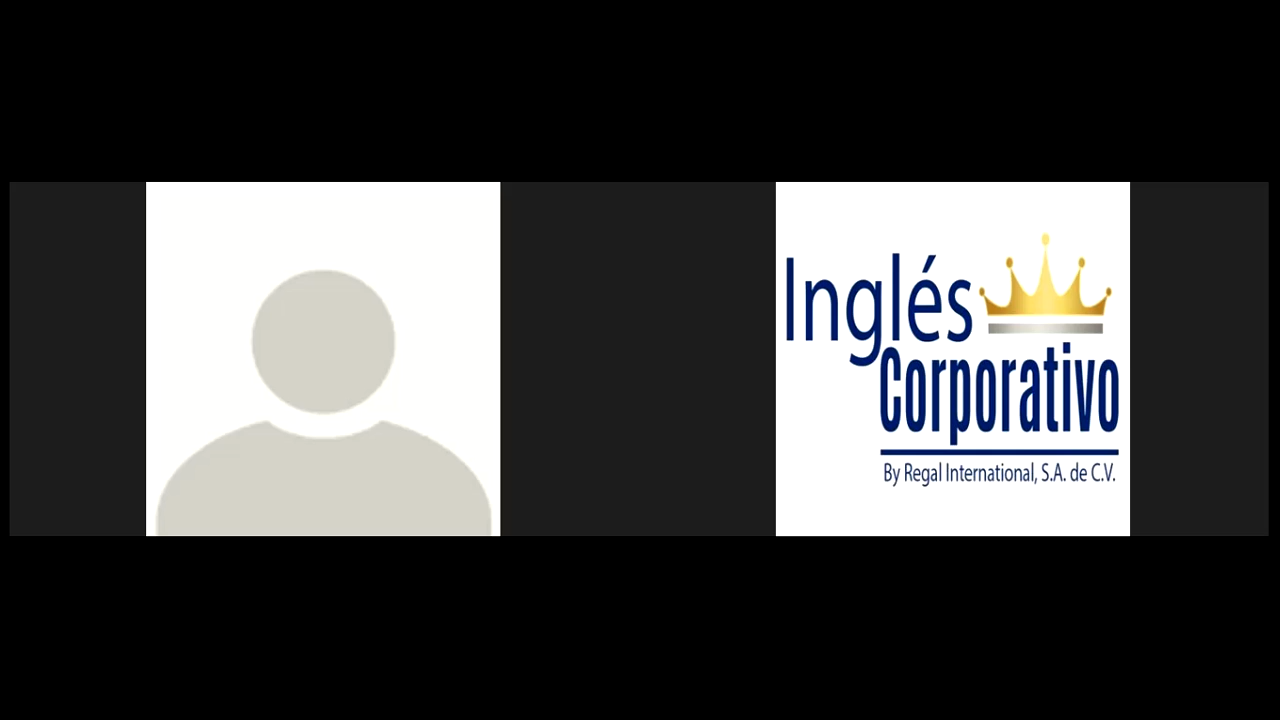 Inglés
Corporativo
By Regal International, S.A. de C.V.